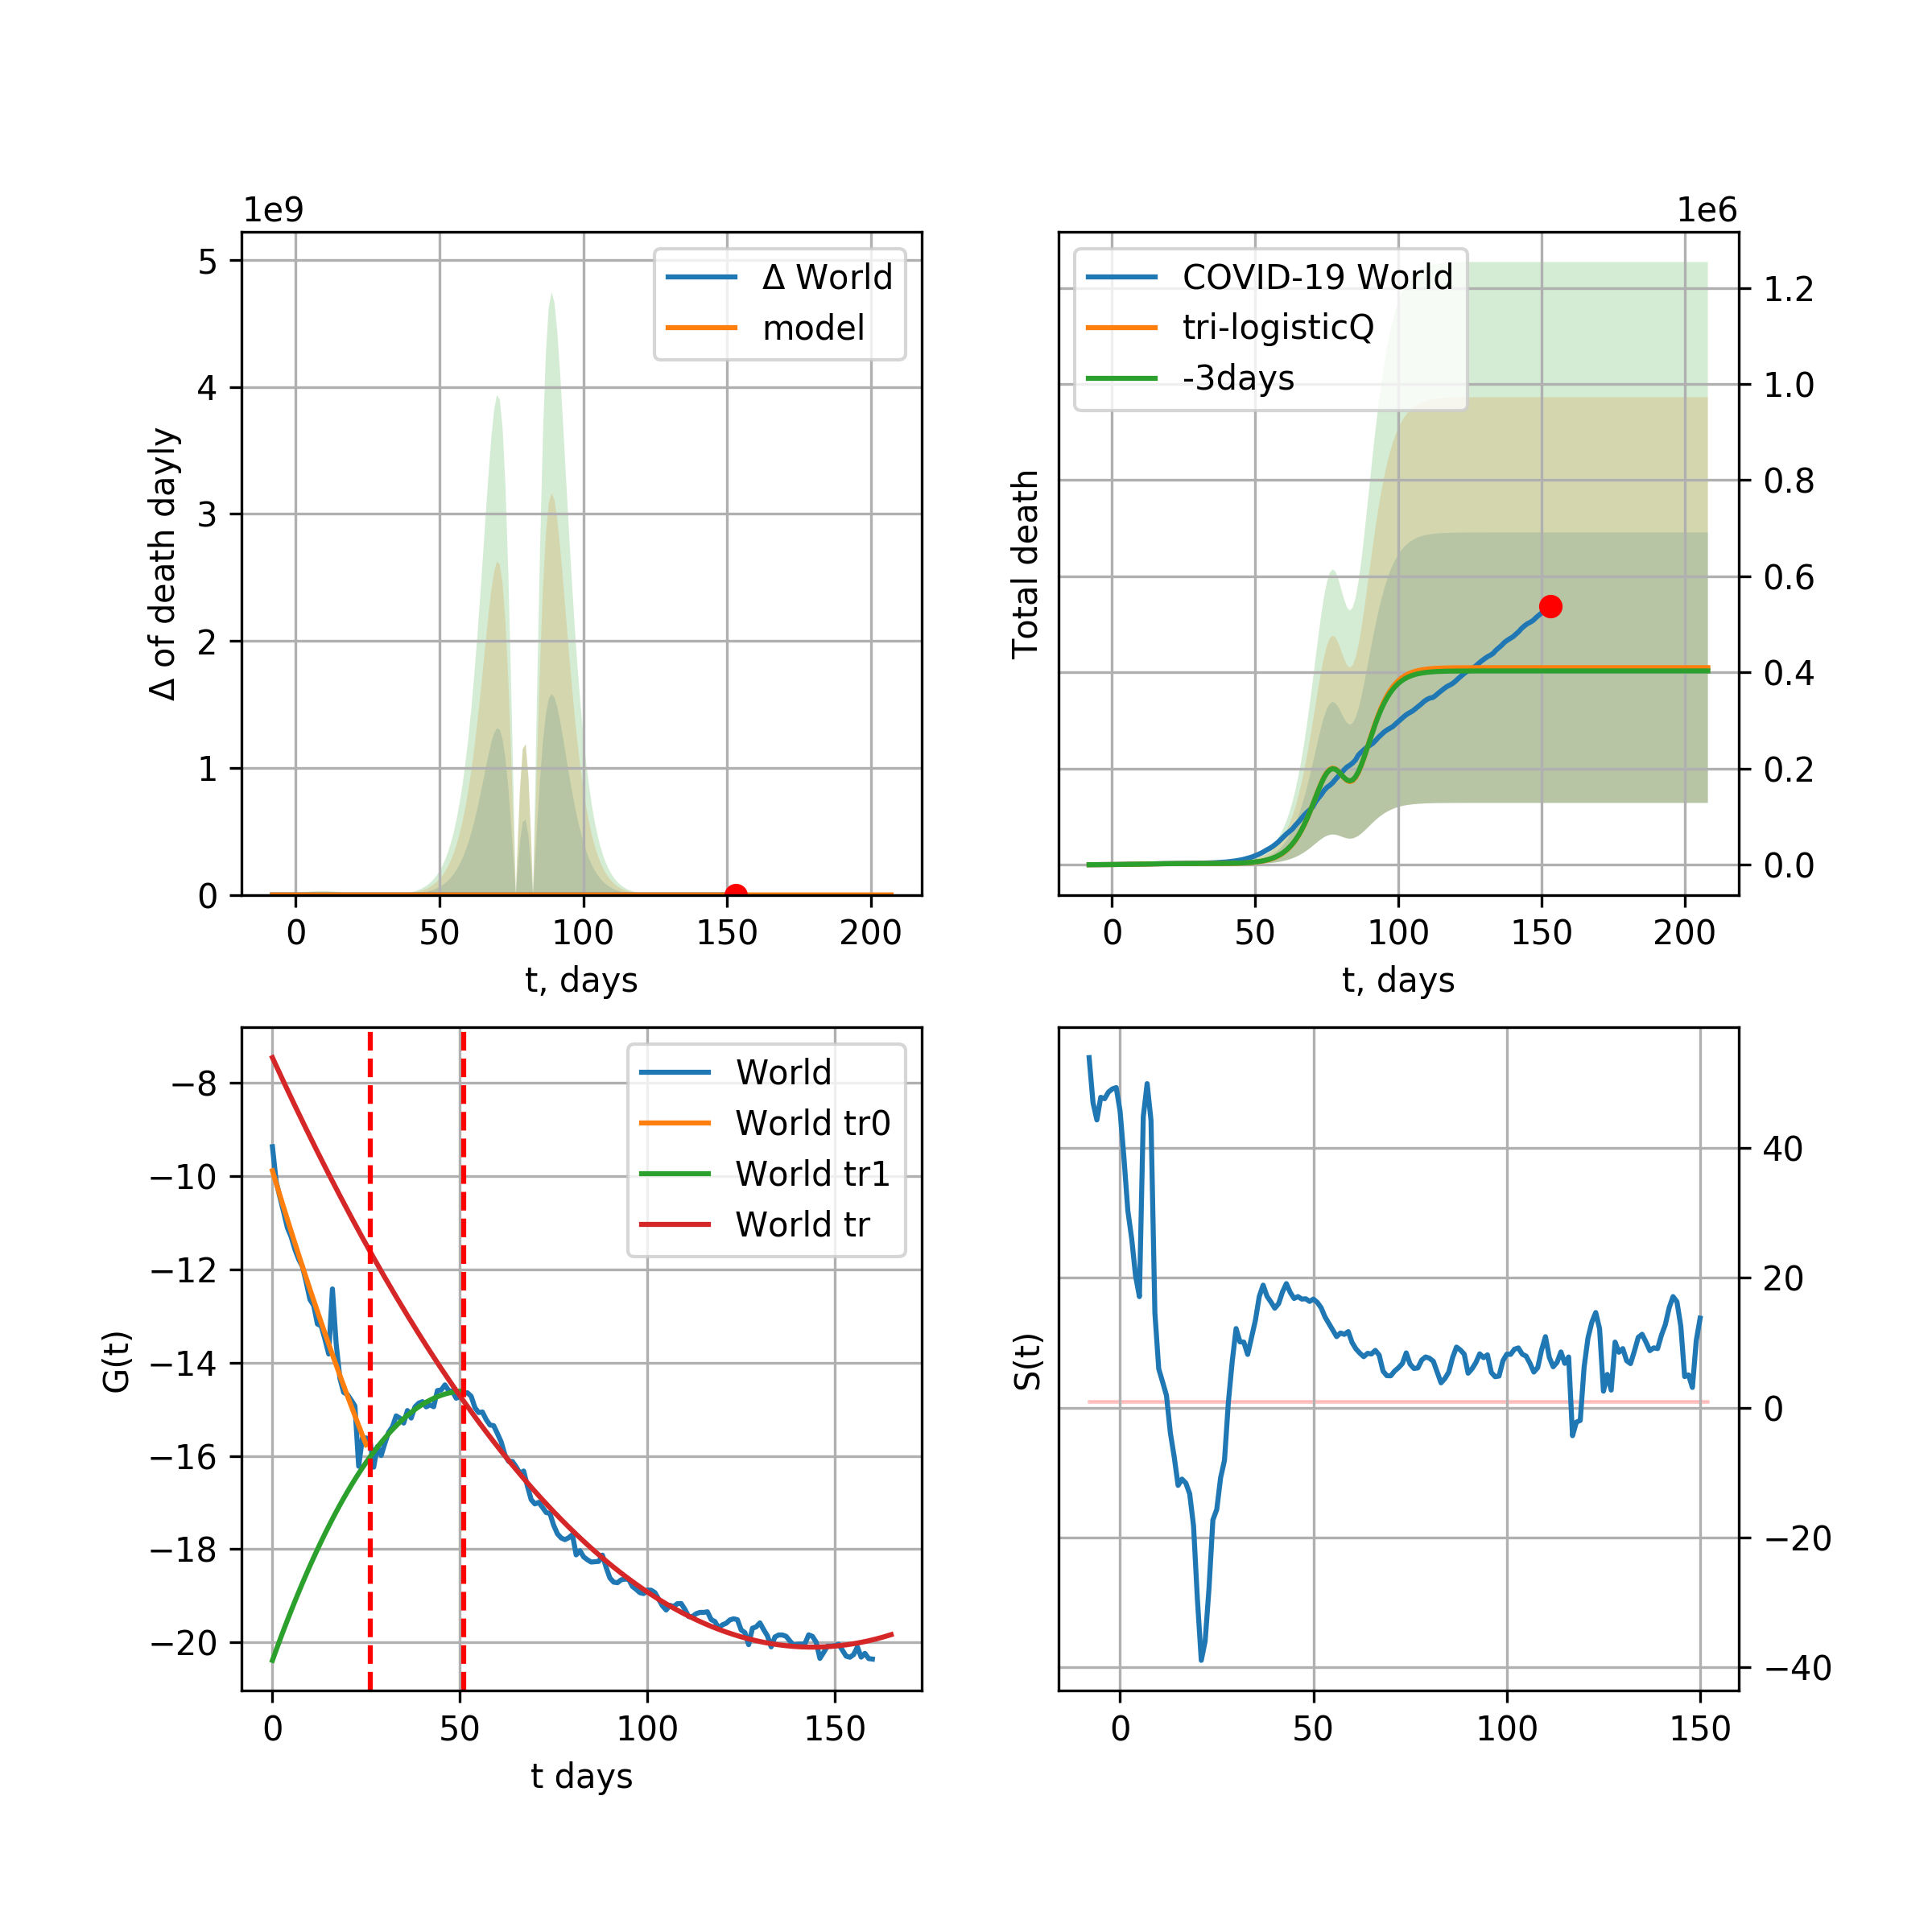 1e9
5
4
3
2
1
0
Δ of death dayly
Δ World
model
0 50 100 150 200
t, days
1e6
COVID-19 World
tri-logisticQ
-3days
Total death
1.2
1.0
0.8
0.6
0.4
0.2
0.0
0 50 100 150 200
t, days
−8
−10
−12
−14
−16
−18
−20
G(t)
World
World tr0
World tr1
World tr
0 50 100 150
t days
S(t)
40
20
0
−20
−40
0 50 100 150